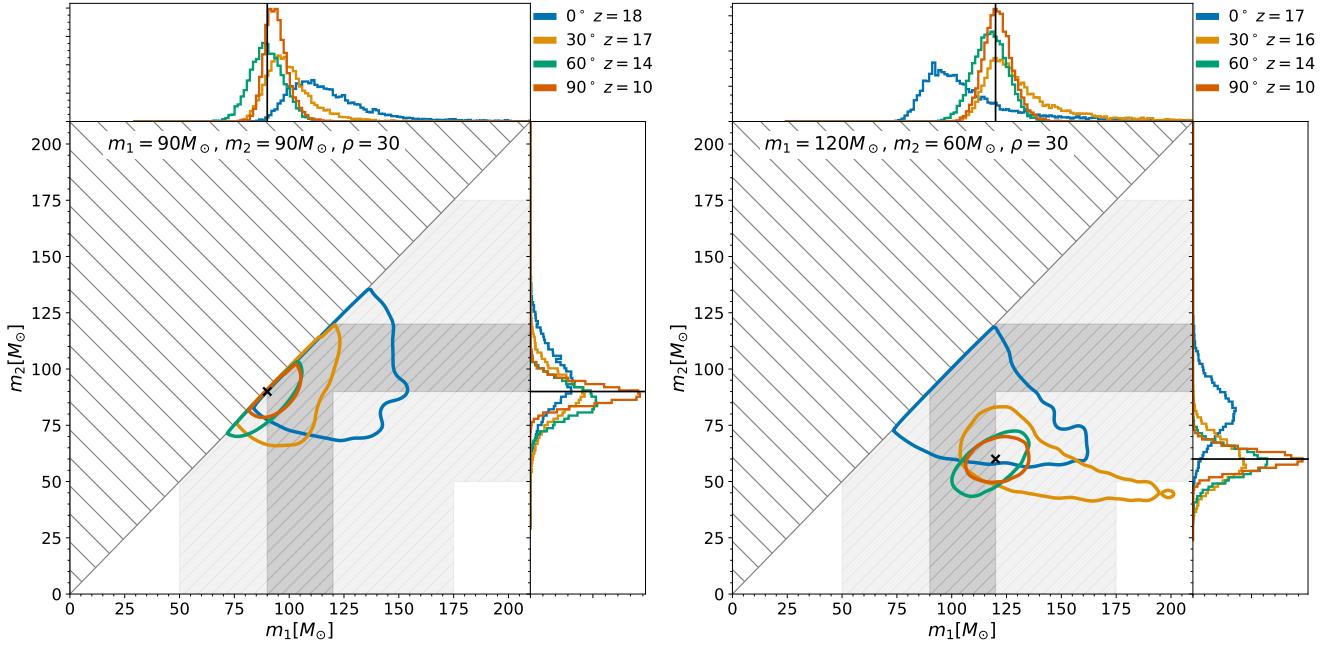 0° z = 18
30° z = 17
60° z = 14
90° z = 10
m₁ = 90M⊙, m₂ = 90M⊙, ρ = 30
200
175
150
125
100
75
50
25
0
m₂[M⊙]
0 25 50 75 100 125 150 175 200
m₁[M⊙]
0° z = 17
30° z = 16
60° z = 14
90° z = 10
m₁ = 120M⊙, m₂ = 60M⊙, ρ = 30
200
175
150
125
100
75
50
25
0
m₂[M⊙]
0 25 50 75 100 125 150 175 200
m₁[M⊙]